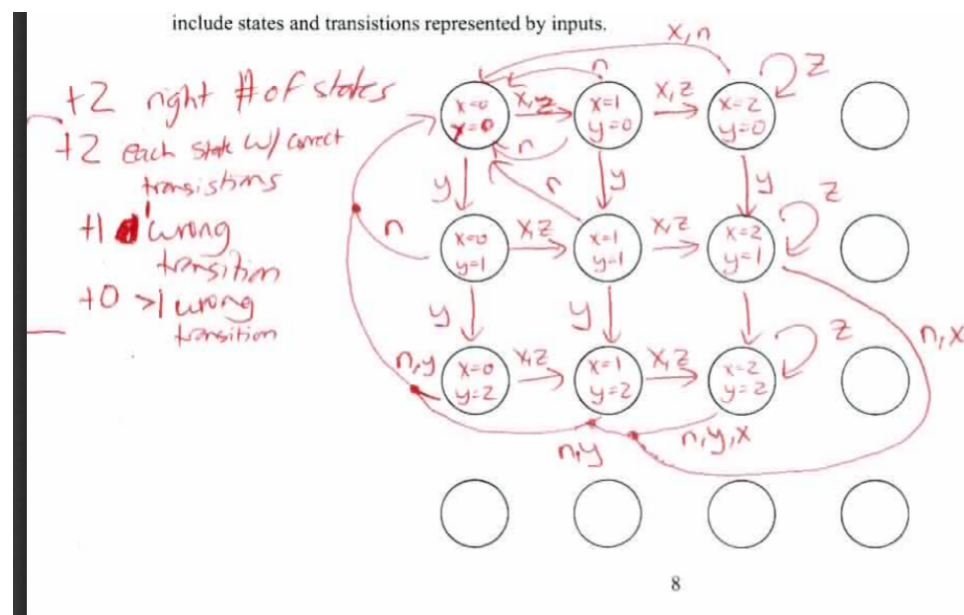 include states and transistions represented by inputs.
+2 right # of states
+2 each state w/ correct
transistions
+1 1 wrong
transition
+0 >1 wrong
transition
x,n
n
z
x=0
y=0
x,z
x=1
y=0
x,z
x=2
y=0
n
y
r
y
y
z
n
x=0
y=1
x,z
x=1
y=1
x,z
x=2
y=1
y
y
z
n,x
n,y
x=0
y=2
x,z
x=1
y=2
x,z
x=2
y=2
n,y
n,y,x
8